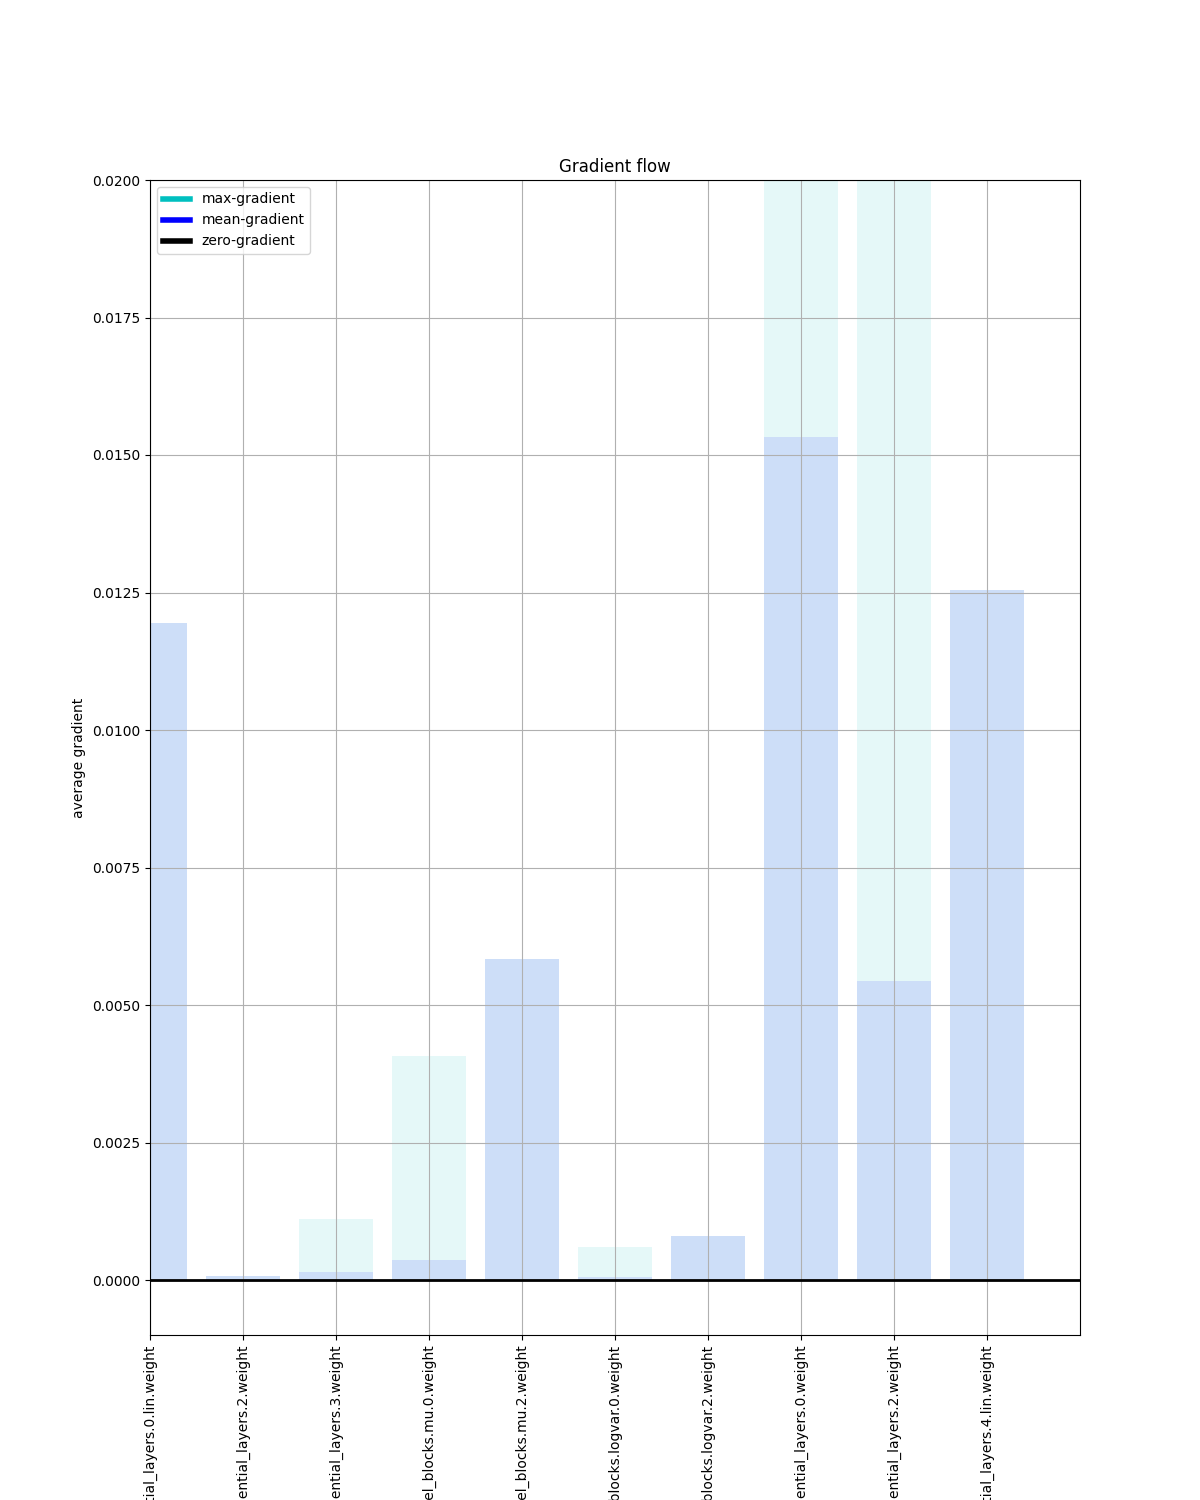 Gradient flow
max-gradient
mean-gradient
zero-gradient
0.0200
0.0175
0.0150
0.0125
0.0100
0.0075
0.0050
0.0025
0.0000
average gradient
tial_layers.0.lin.weight
ential_layers.2.weight
ential_layers.3.weight
el_blocks.mu.0.weight
el_blocks.mu.2.weight
blocks.logvar.0.weight
blocks.logvar.2.weight
ential_layers.0.weight
ential_layers.2.weight
tial_layers.4.lin.weight